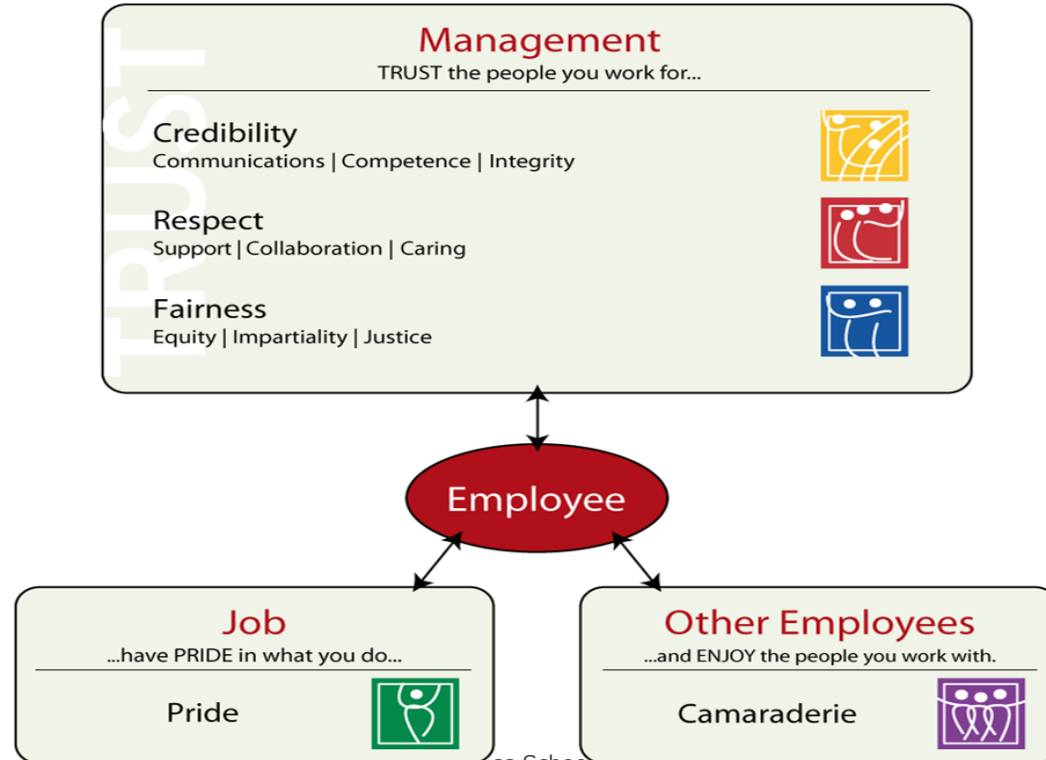 TRUST
Management
TRUST the people you work for...
Credibility
Communications | Competence | Integrity
Respect
Support | Collaboration | Caring
Fairness
Equity | Impartiality | Justice
Employee
Job
...have PRIDE in what you do...
Pride
Other Employees
...and ENJOY the people you work with.
Camaraderie